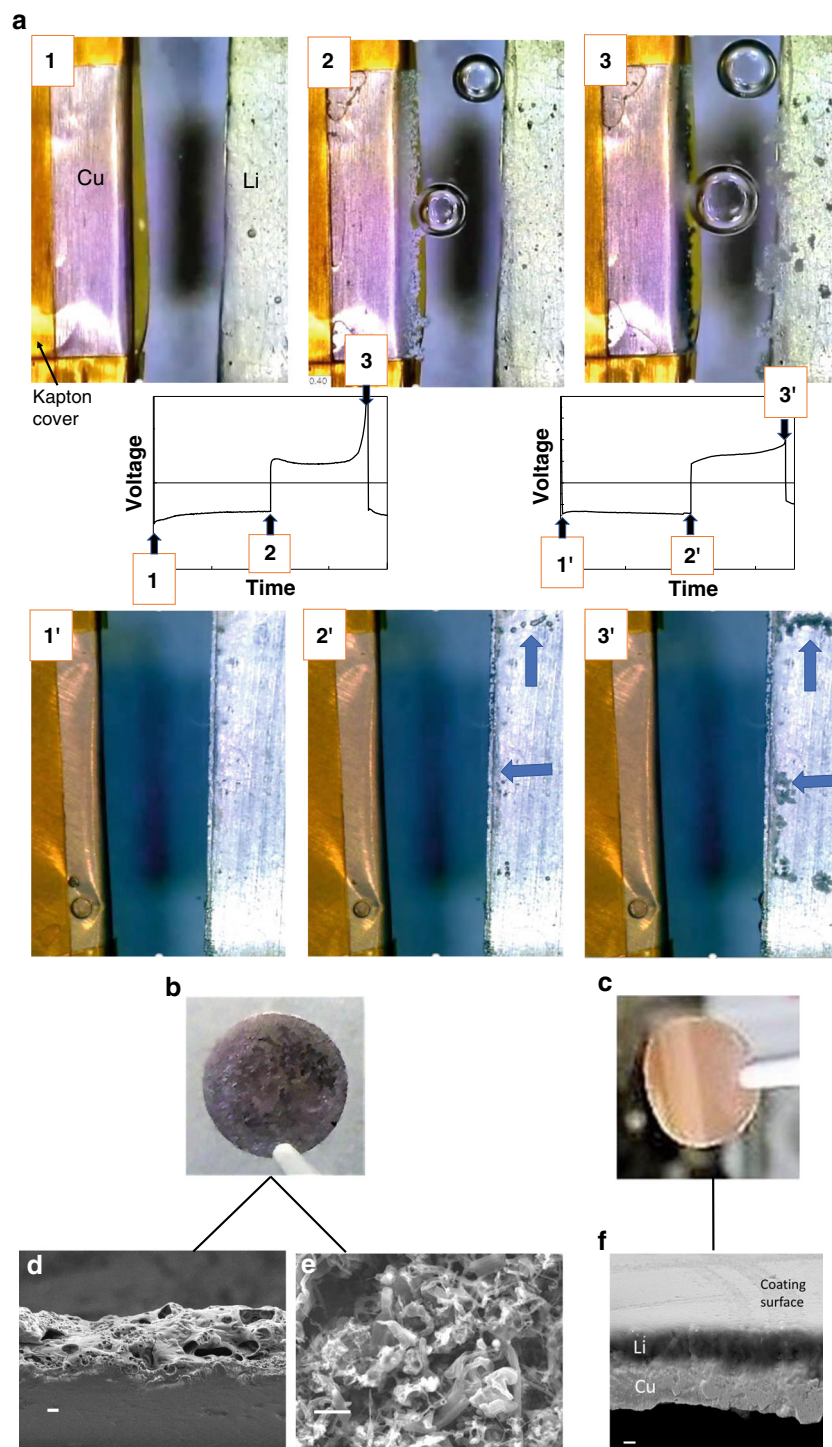 a
1
2
3
Cu
Li
0.40
Kapton
cover
3
3'
Voltage
Voltage
1
2
1'
2'
Time
Time
1'
2'
3'
b
c
d
e
f
Coating
surface
Li
Cu